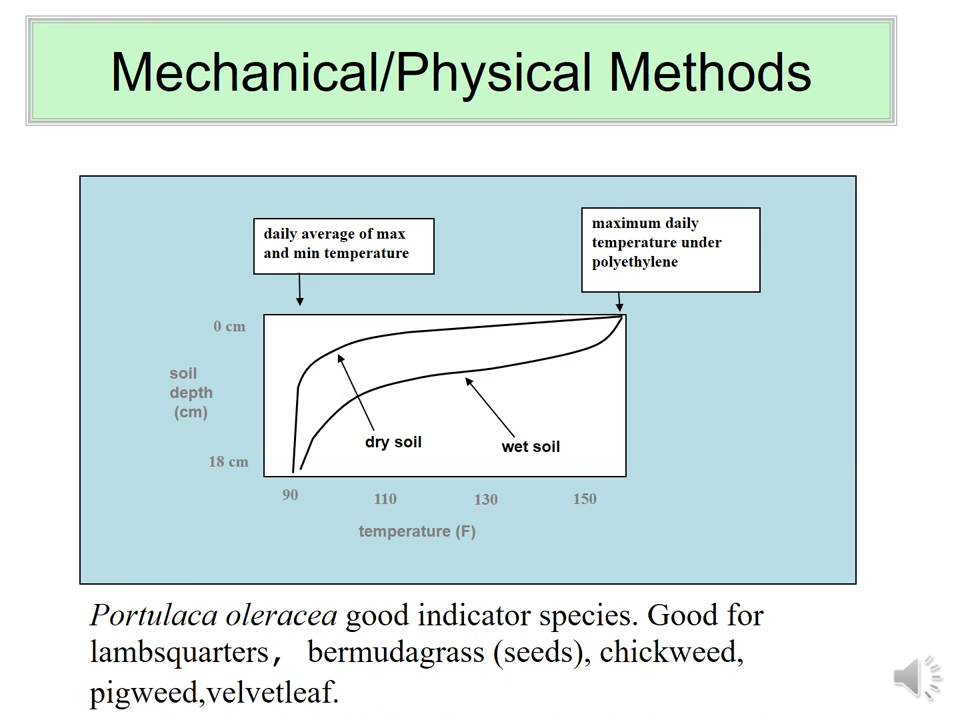 Mechanical/Physical Methods
daily average of max
and min temperature
maximum daily
temperature under
polyethylene
0 cm
soil
depth
(cm)
18 cm
dry soil
wet soil
90
110
130
150
temperature (F)
Portulaca oleracea good indicator species. Good for
lambsquarters， bermudagrass (seeds), chickweed,
pigweed,velvetleaf.